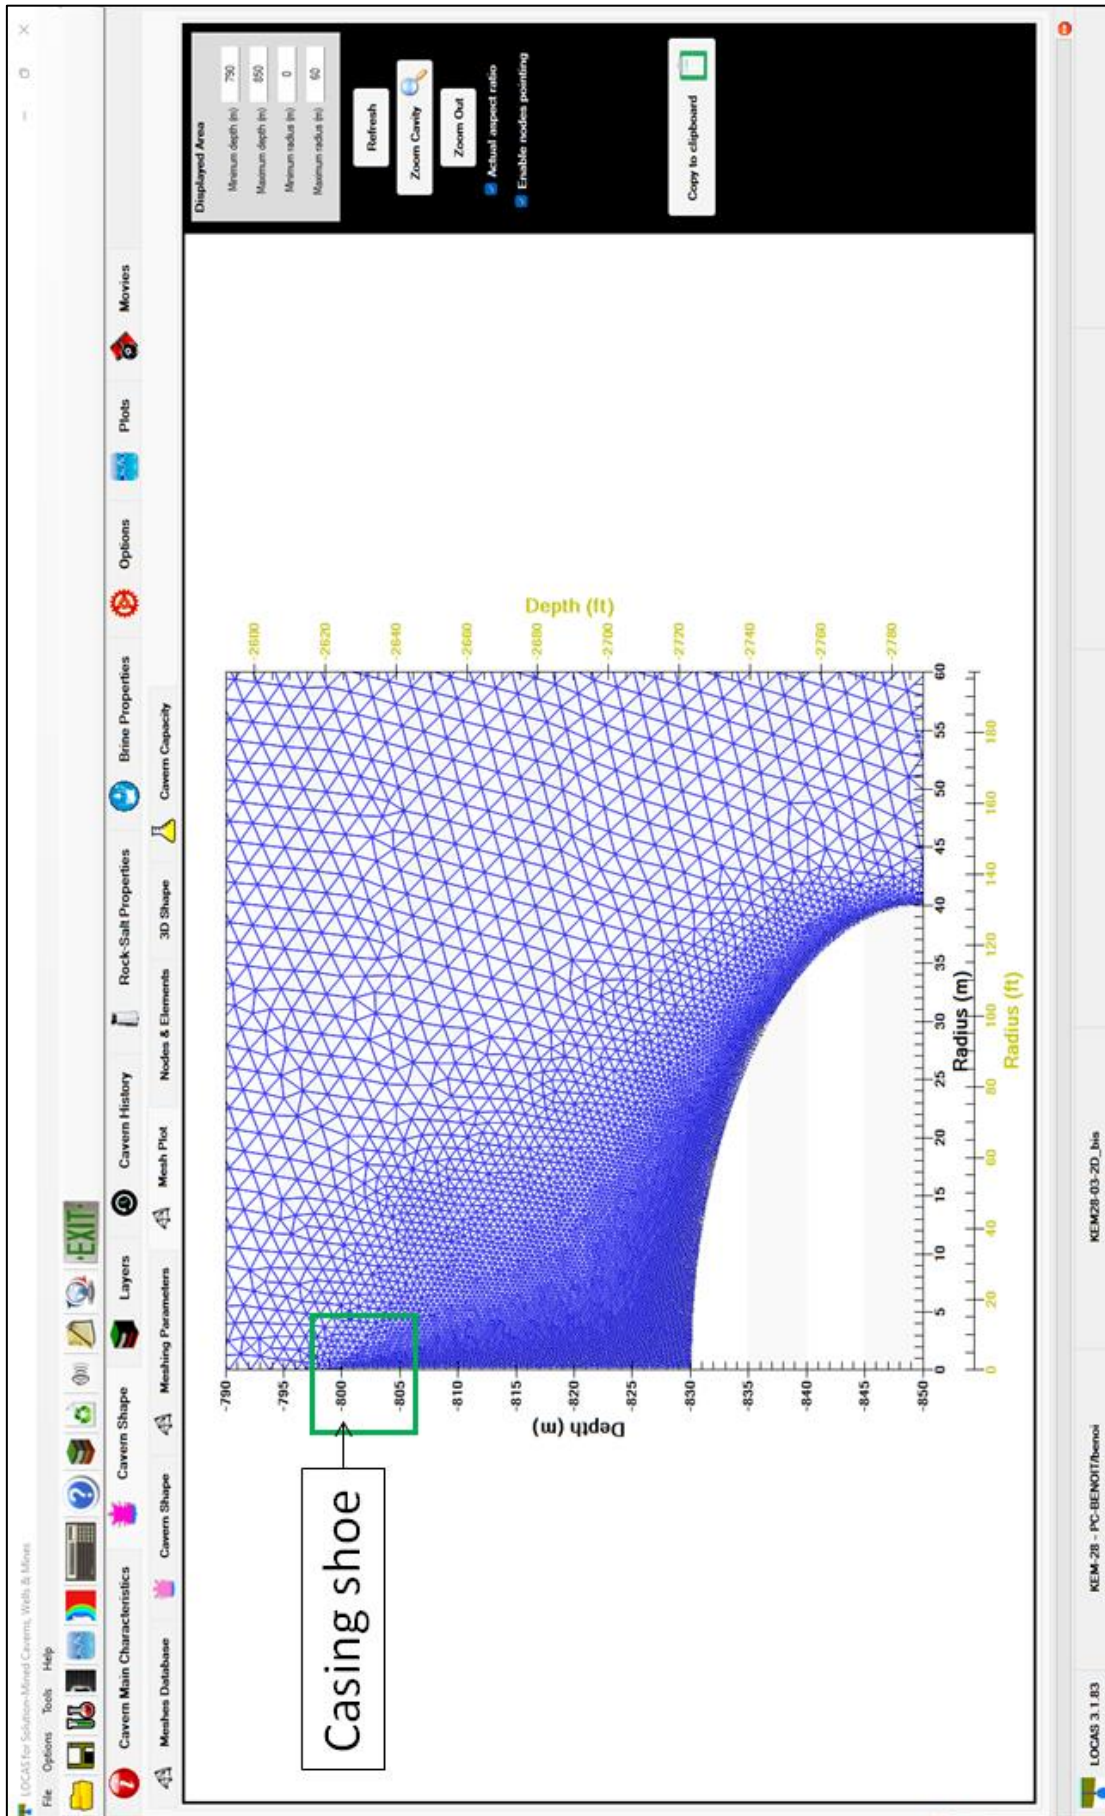 LOCAS for Solution-Mined Caverns, Wells & Mines
File Options Tools Help
EXIT
Cavern Main Characteristics Cavern Shape Layers Cavern History Rock-Salt Properties Brine Properties Options Plots Movies
Meshes Database Cavern Shape Meshing Parameters Mesh Plot Nodes & Elements 3D Shape Cavern Capacity
Displayed Area
Minimum depth (m) 790
Maximum depth (m) 850
Minimum radius (m) 0
Maximum radius (m) 60
Refresh
Zoom Cavity
Zoom Out
Actual aspect ratio
Enable nodes pointing
Copy to clipboard
Casing shoe
Depth (m)
-790
-795
-800
-805
-810
-815
-820
-825
-830
-835
-840
-845
-850
Depth (ft)
-2600
-2620
-2640
-2660
-2680
-2700
-2720
-2740
-2760
-2780
0 5 10 15 20 25 30 35 40 45 50 55 60
Radius (m)
0 20 40 60 80 100 120 140 160 180
Radius (ft)
LOCAS 3.1.83 KEM-28 - PC-BENOIT/benoi KEM28-03-2D_bis